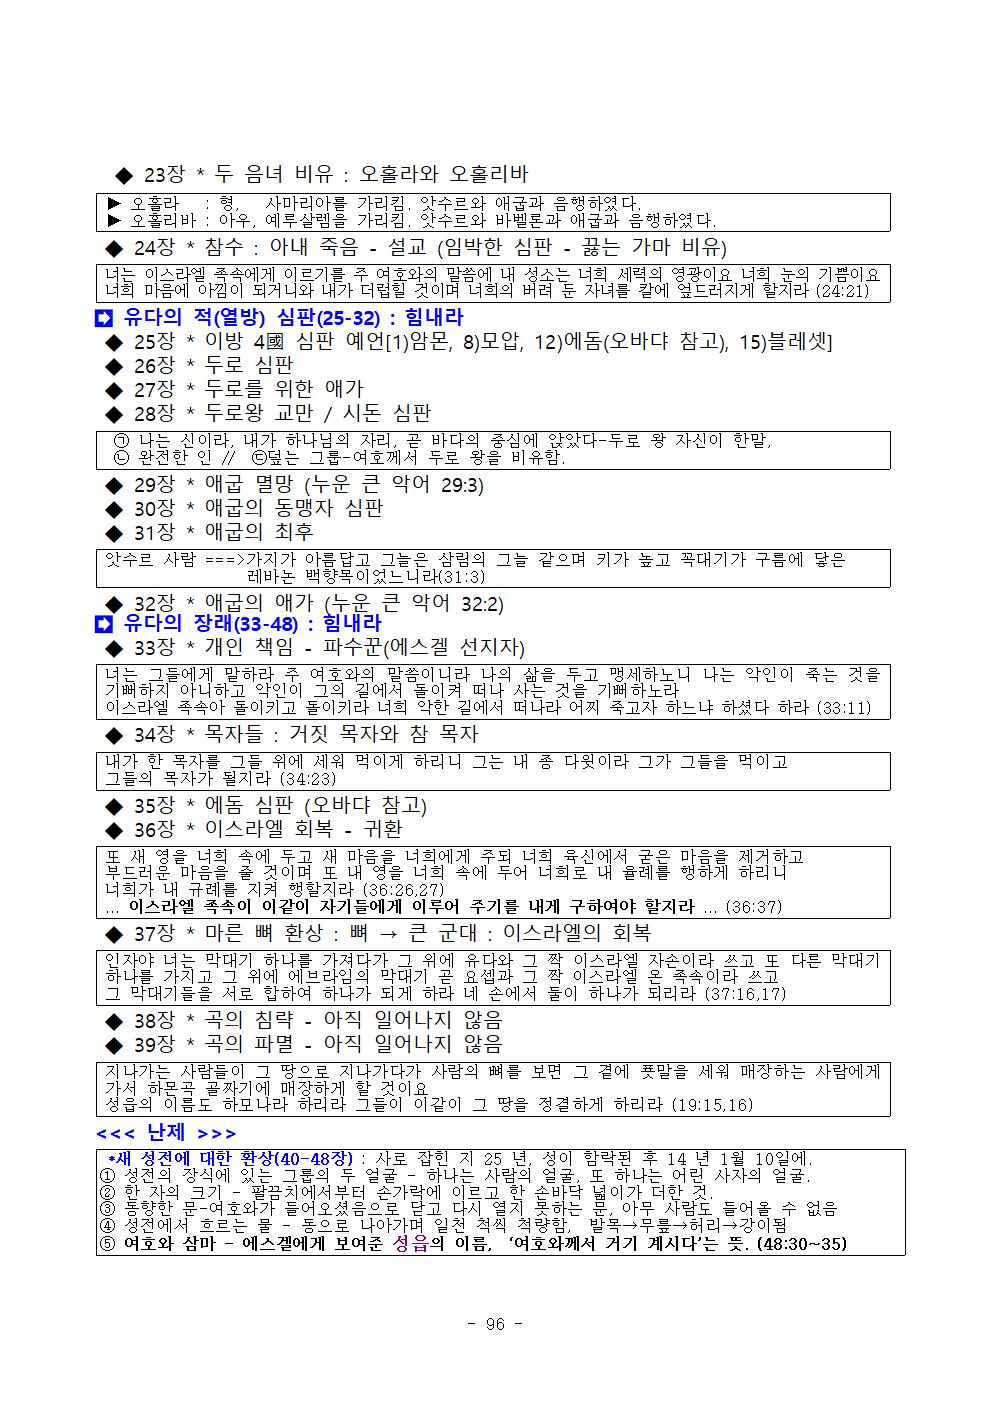 ◆ 23장 * 두 음녀 비유 : 오홀라와 오홀리바
▶ 오홀라 : 형, 사마리아를 가리킴. 앗수르와 애굽과 음행하였다.
▶ 오홀리바 : 아우, 예루살렘을 가리킴. 앗수르와 바벨론과 애굽과 음행하였다.
◆ 24장 * 참수 : 아내 죽음 - 설교 (임박한 심판 - 끓는 가마 비유)
너는 이스라엘 족속에게 이르기를 주 여호와의 말씀에 내 성소는 너희 세력의 영광이요 너희 눈의 기쁨이요
너희 마음에 아낌이 되거니와 내가 더럽힐 것이며 너희의 버려 둔 자녀를 칼에 엎드러지게 할지라 (24:21)
➡ 유다의 적(열방) 심판(25-32) : 힘내라
◆ 25장 * 이방 4國 심판 예언[1)암몬, 8)모압, 12)에돔(오바댜 참고), 15)블레셋]
◆ 26장 * 두로 심판
◆ 27장 * 두로를 위한 애가
◆ 28장 * 두로왕 교만 / 시돈 심판
㉠ 나는 신이라, 내가 하나님의 자리, 곧 바다의 중심에 앉았다-두로 왕 자신이 한말,
㉡ 완전한 인 // ㉢덮는 그룹-여호께서 두로 왕을 비유함.
◆ 29장 * 애굽 멸망 (누운 큰 악어 29:3)
◆ 30장 * 애굽의 동맹자 심판
◆ 31장 * 애굽의 최후
앗수르 사람 ===>가지가 아름답고 그늘은 삼림의 그늘 같으며 키가 높고 꼭대기가 구름에 닿은
레바논 백향목이었느니라(31:3)
◆ 32장 * 애굽의 애가 (누운 큰 악어 32:2)
➡ 유다의 장래(33-48) : 힘내라
◆ 33장 * 개인 책임 - 파수꾼(에스겔 선지자)
너는 그들에게 말하라 주 여호와의 말씀이니라 나의 삶을 두고 맹세하노니 나는 악인이 죽는 것을
기뻐하지 아니하고 악인이 그의 길에서 돌이켜 떠나 사는 것을 기뻐하노라
이스라엘 족속아 돌이키고 돌이키라 너희 악한 길에서 떠나라 어찌 죽고자 하느냐 하셨다 하라 (33:11)
◆ 34장 * 목자들 : 거짓 목자와 참 목자
내가 한 목자를 그들 위에 세워 먹이게 하리니 그는 내 종 다윗이라 그가 그들을 먹이고
그들의 목자가 될지라 (34:23)
◆ 35장 * 에돔 심판 (오바댜 참고)
◆ 36장 * 이스라엘 회복 - 귀환
또 새 영을 너희 속에 두고 새 마음을 너희에게 주되 너희 육신에서 굳은 마음을 제거하고
부드러운 마음을 줄 것이며 또 내 영을 너희 속에 두어 너희로 내 율례를 행하게 하리니
너희가 내 규례를 지켜 행할지라 (36:26,27)
... 이스라엘 족속이 이같이 자기들에게 이루어 주기를 내게 구하여야 할지라 ... (36:37)
◆ 37장 * 마른 뼈 환상 : 뼈 → 큰 군대 : 이스라엘의 회복
인자야 너는 막대기 하나를 가져다가 그 위에 유다와 그 짝 이스라엘 자손이라 쓰고 또 다른 막대기
하나를 가지고 그 위에 에브라임의 막대기 곧 요셉과 그 짝 이스라엘 온 족속이라 쓰고
그 막대기들을 서로 합하여 하나가 되게 하라 네 손에서 둘이 하나가 되리라 (37:16,17)
◆ 38장 * 곡의 침략 - 아직 일어나지 않음
◆ 39장 * 곡의 파멸 - 아직 일어나지 않음
지나가는 사람들이 그 땅으로 지나가다가 사람의 뼈를 보면 그 곁에 푯말을 세워 매장하는 사람에게
가서 하몬곡 골짜기에 매장하게 할 것이요
성읍의 이름도 하모나라 하리라 그들이 이같이 그 땅을 정결하게 하리라 (19:15,16)
<<< 난제 >>>
*새 성전에 대한 환상(40-48장) : 사로 잡힌 지 25 년, 성이 함락된 후 14 년 1월 10일에.
① 성전의 장식에 있는 그룹의 두 얼굴 - 하나는 사람의 얼굴, 또 하나는 어린 사자의 얼굴.
② 한 자의 크기 - 팔꿈치에서부터 손가락에 이르고 한 손바닥 넓이가 더한 것.
③ 동향한 문-여호와가 들어오셨음으로 닫고 다시 열지 못하는 문, 아무 사람도 들어올 수 없음
④ 성전에서 흐르는 물 - 동으로 나아가며 일천 척씩 척량함, 발목→무릎→허리→강이됨
⑤ 여호와 삼마 - 에스겔에게 보여준 성읍의 이름, ‘여호와께서 거기 계시다’는 뜻. (48:30~35)
- 96 -